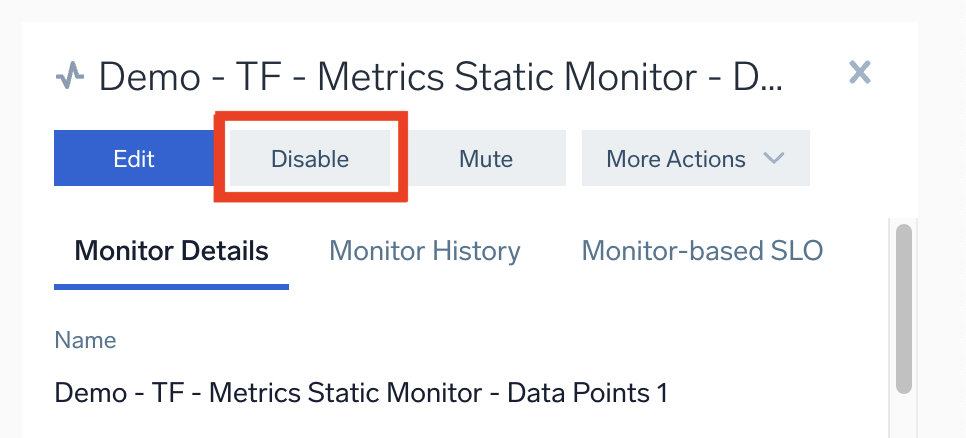 Demo - TF - Metrics Static Monitor - D...
Edit Disable Mute More Actions
Monitor Details Monitor History Monitor-based SLO
Name
Demo - TF - Metrics Static Monitor - Data Points 1